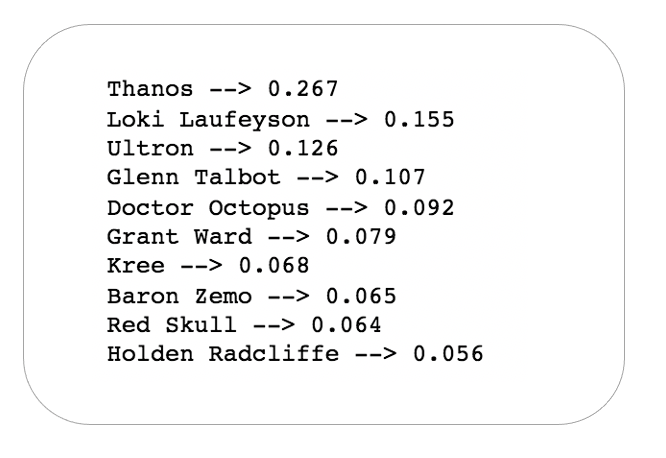 Thanos --> 0.267
Loki Laufeyson --> 0.155
Ultron --> 0.126
Glenn Talbot --> 0.107
Doctor Octopus --> 0.092
Grant Ward --> 0.079
Kree --> 0.068
Baron Zemo --> 0.065
Red Skull --> 0.064
Holden Radcliffe --> 0.056